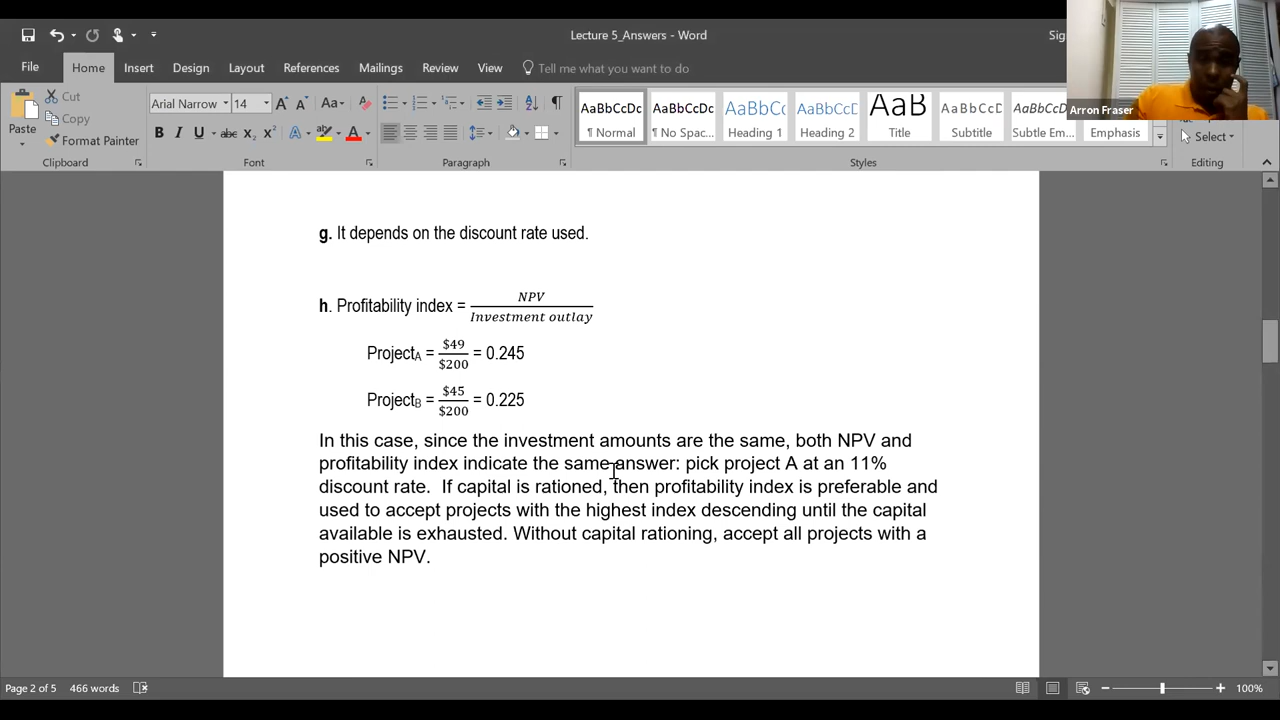 Lecture 5_Answers - Word
File Home Insert Design Layout References Mailings Review View Tell me what you want to do
Arron Fraser
Paste
Cut
Copy
Format Painter
Clipboard
Arial Narrow 14
Font
Paragraph
AaBbCcDc AaBbCcDc AaBbC AaBbCcD AaB AaBbCcD AaBbCcDc
¶ Normal ¶ No Spac... Heading 1 Heading 2 Title Subtitle Subtle Em... Emphasis
Styles
Select
Editing
g. It depends on the discount rate used.
h. Profitability index = NPV / Investment outlay
ProjectA = $49 / $200 = 0.245
ProjectB = $45 / $200 = 0.225
In this case, since the investment amounts are the same, both NPV and
profitability index indicate the same answer: pick project A at an 11%
discount rate.  If capital is rationed, then profitability index is preferable and
used to accept projects with the highest index descending until the capital
available is exhausted. Without capital rationing, accept all projects with a
positive NPV.
Page 2 of 5 466 words
100%